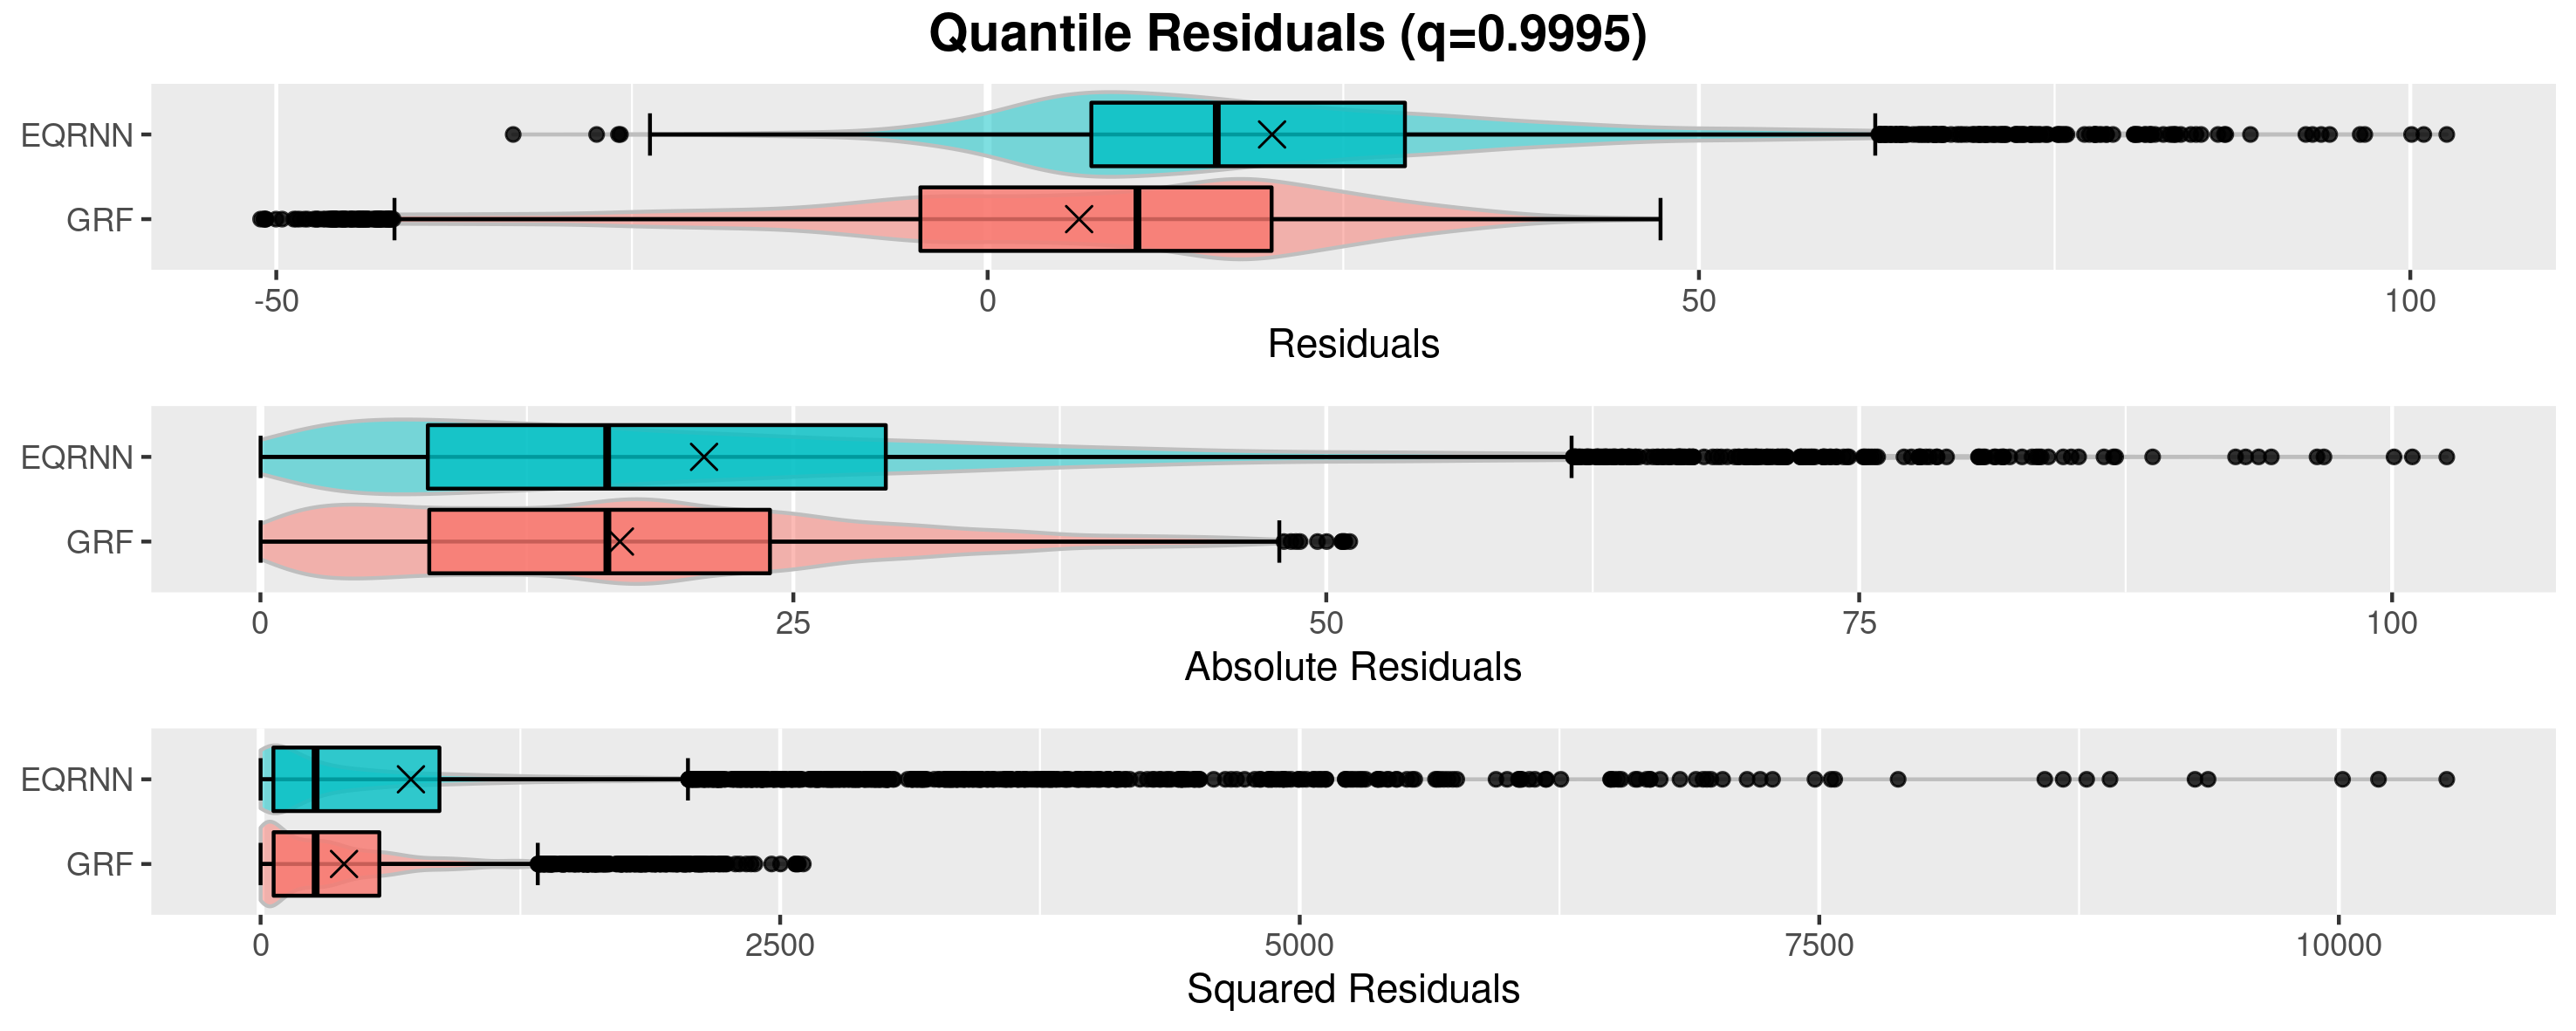 Quantile Residuals (q=0.9995)
EQRNN
GRF
-50 0 50 100
Residuals
EQRNN
GRF
0 25 50 75 100
Absolute Residuals
EQRNN
GRF
0 2500 5000 7500 10000
Squared Residuals